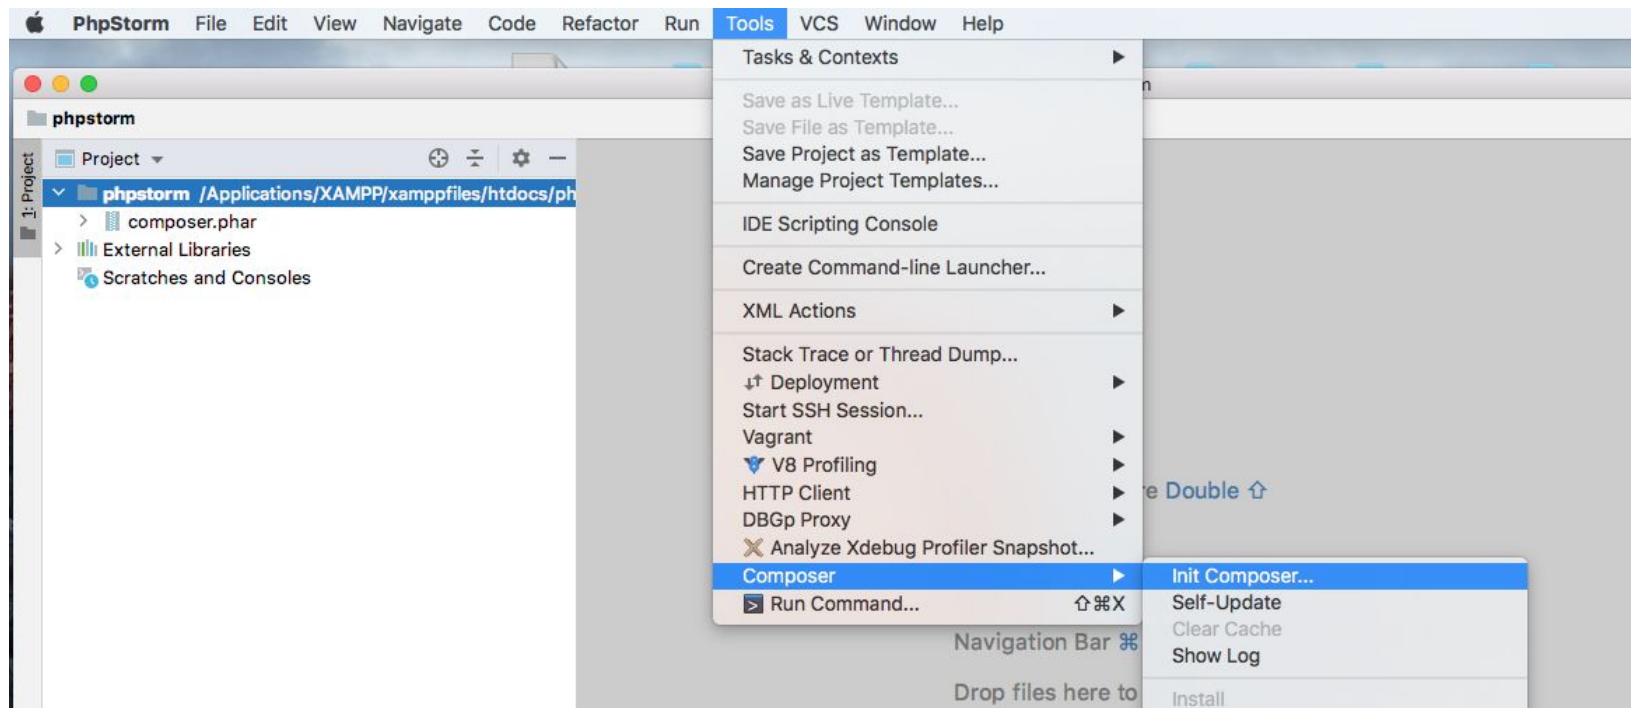 PhpStorm File Edit View Navigate Code Refactor Run Tools VCS Window Help
phpstorm
1: Project
Project
phpstorm /Applications/XAMPP/xamppfiles/htdocs/ph
composer.phar
External Libraries
Scratches and Consoles
Tasks & Contexts
Save as Live Template...
Save File as Template...
Save Project as Template...
Manage Project Templates...
IDE Scripting Console
Create Command-line Launcher...
XML Actions
Stack Trace or Thread Dump...
Deployment
Start SSH Session...
Vagrant
V8 Profiling
HTTP Client
DBGp Proxy
Analyze Xdebug Profiler Snapshot...
Composer
Run Command... ⇧⌘X
Init Composer...
Self-Update
Clear Cache
Show Log
Install
Double ⇧
Navigation Bar ⌘
Drop files here to